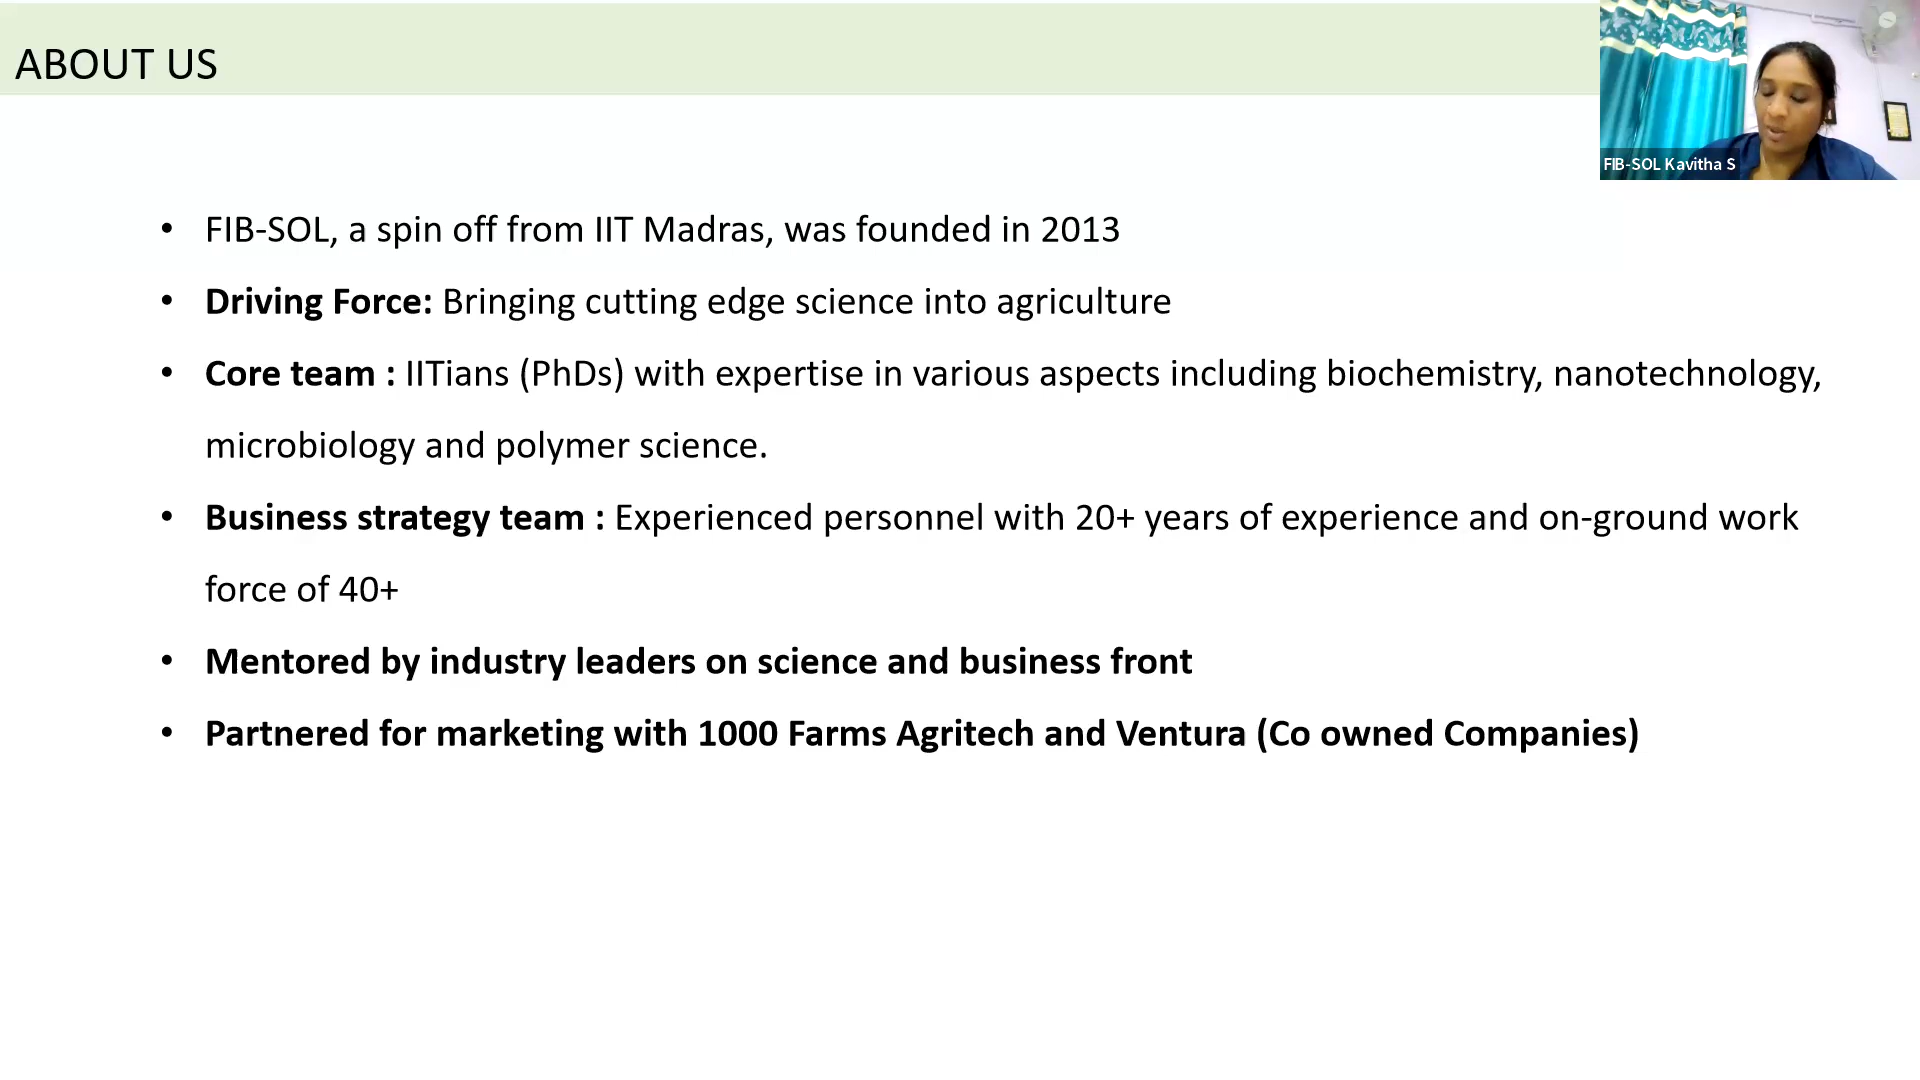 ABOUT US
FIB-SOL Kavitha S
• FIB-SOL, a spin off from IIT Madras, was founded in 2013
• Driving Force: Bringing cutting edge science into agriculture
• Core team : IITians (PhDs) with expertise in various aspects including biochemistry, nanotechnology,
microbiology and polymer science.
• Business strategy team : Experienced personnel with 20+ years of experience and on-ground work
force of 40+
• Mentored by industry leaders on science and business front
• Partnered for marketing with 1000 Farms Agritech and Ventura (Co owned Companies)